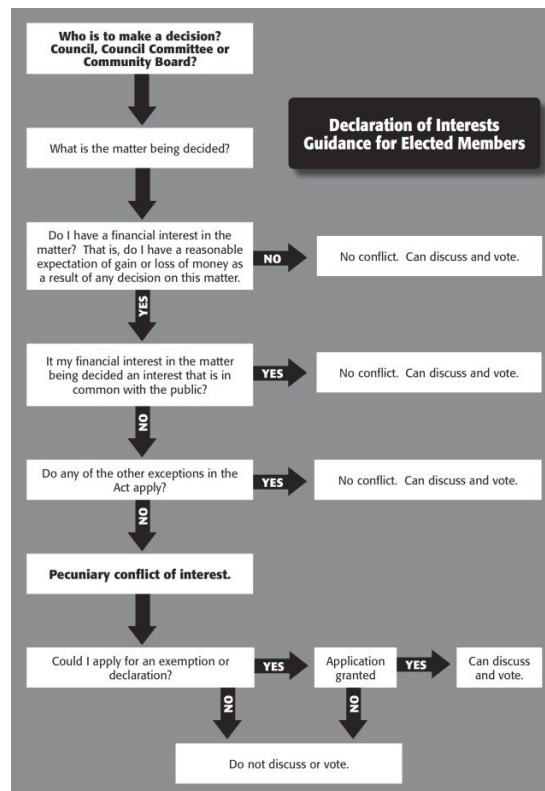 Who is to make a decision?
Council, Council Committee or
Community Board?
Declaration of Interests
Guidance for Elected Members
What is the matter being decided?
Do I have a financial interest in the
matter? That is, do I have a reasonable
expectation of gain or loss of money as
a result of any decision on this matter.
NO
No conflict. Can discuss and vote.
YES
It my financial interest in the matter
being decided an interest that is in
common with the public?
YES
No conflict. Can discuss and vote.
NO
Do any of the other exceptions in the
Act apply?
YES
No conflict. Can discuss and vote.
NO
Pecuniary conflict of interest.
Could I apply for an exemption or
declaration?
YES
Application
granted
YES
Can discuss
and vote.
NO
NO
Do not discuss or vote.